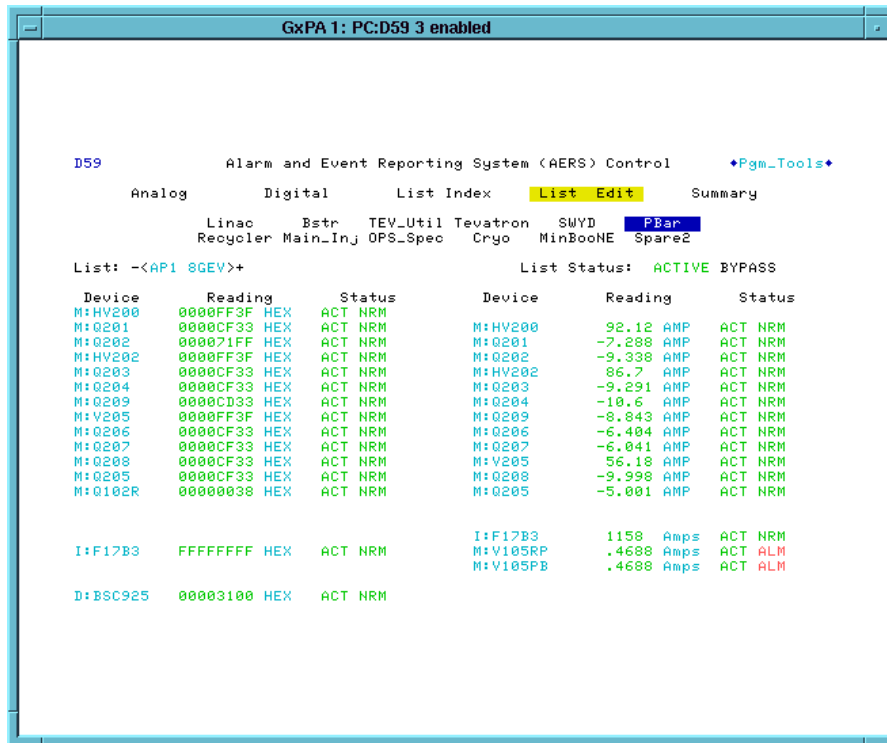 GxPA 1: PC:D59 3 enabled
D59 Alarm and Event Reporting System (AERS) Control ◆Pgm_Tools◆
Analog Digital List Index List Edit Summary
Linac Bstr TEV_Util Tevatron SWYD PBar
Recycler Main_Inj OPS_Spec Cryo MinBooNE Spare2
List: -<AP1 8GEV>+ List Status: ACTIVE BYPASS
Device Reading Status Device Reading Status
M:HV200 0000FF3F HEX ACT NRM
M:Q201 0000CF33 HEX ACT NRM M:HV200 92.12 AMP ACT NRM
M:Q202 000071FF HEX ACT NRM M:Q201 -7.288 AMP ACT NRM
M:HV202 0000FF3F HEX ACT NRM M:Q202 -9.338 AMP ACT NRM
M:Q203 0000CF33 HEX ACT NRM M:HV202 86.7 AMP ACT NRM
M:Q204 0000CF33 HEX ACT NRM M:Q203 -9.291 AMP ACT NRM
M:Q209 0000CD33 HEX ACT NRM M:Q204 -10.6 AMP ACT NRM
M:V205 0000FF3F HEX ACT NRM M:Q209 -8.843 AMP ACT NRM
M:Q206 0000CF33 HEX ACT NRM M:Q206 -6.404 AMP ACT NRM
M:Q207 0000CF33 HEX ACT NRM M:Q207 -6.041 AMP ACT NRM
M:Q208 0000CF33 HEX ACT NRM M:V205 56.18 AMP ACT NRM
M:Q205 0000CF33 HEX ACT NRM M:Q208 -9.998 AMP ACT NRM
M:Q102R 00000038 HEX ACT NRM M:Q205 -5.001 AMP ACT NRM
I:F17B3 1158 Amps ACT NRM
I:F17B3 FFFFFFFF HEX ACT NRM M:V105RP .4688 Amps ACT ALM
M:V105PB .4688 Amps ACT ALM
D:BSC925 00003100 HEX ACT NRM